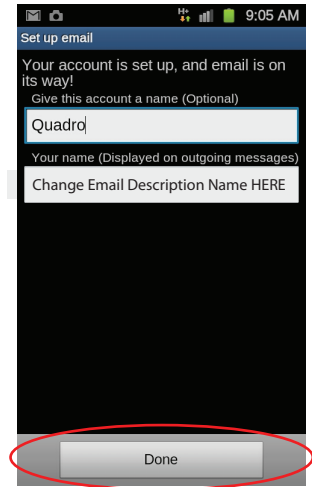 H+
9:05 AM
Set up email
Your account is set up, and email is on
its way!
Give this account a name (Optional)
Quadro
Your name (Displayed on outgoing messages)
Change Email Description Name HERE
Done